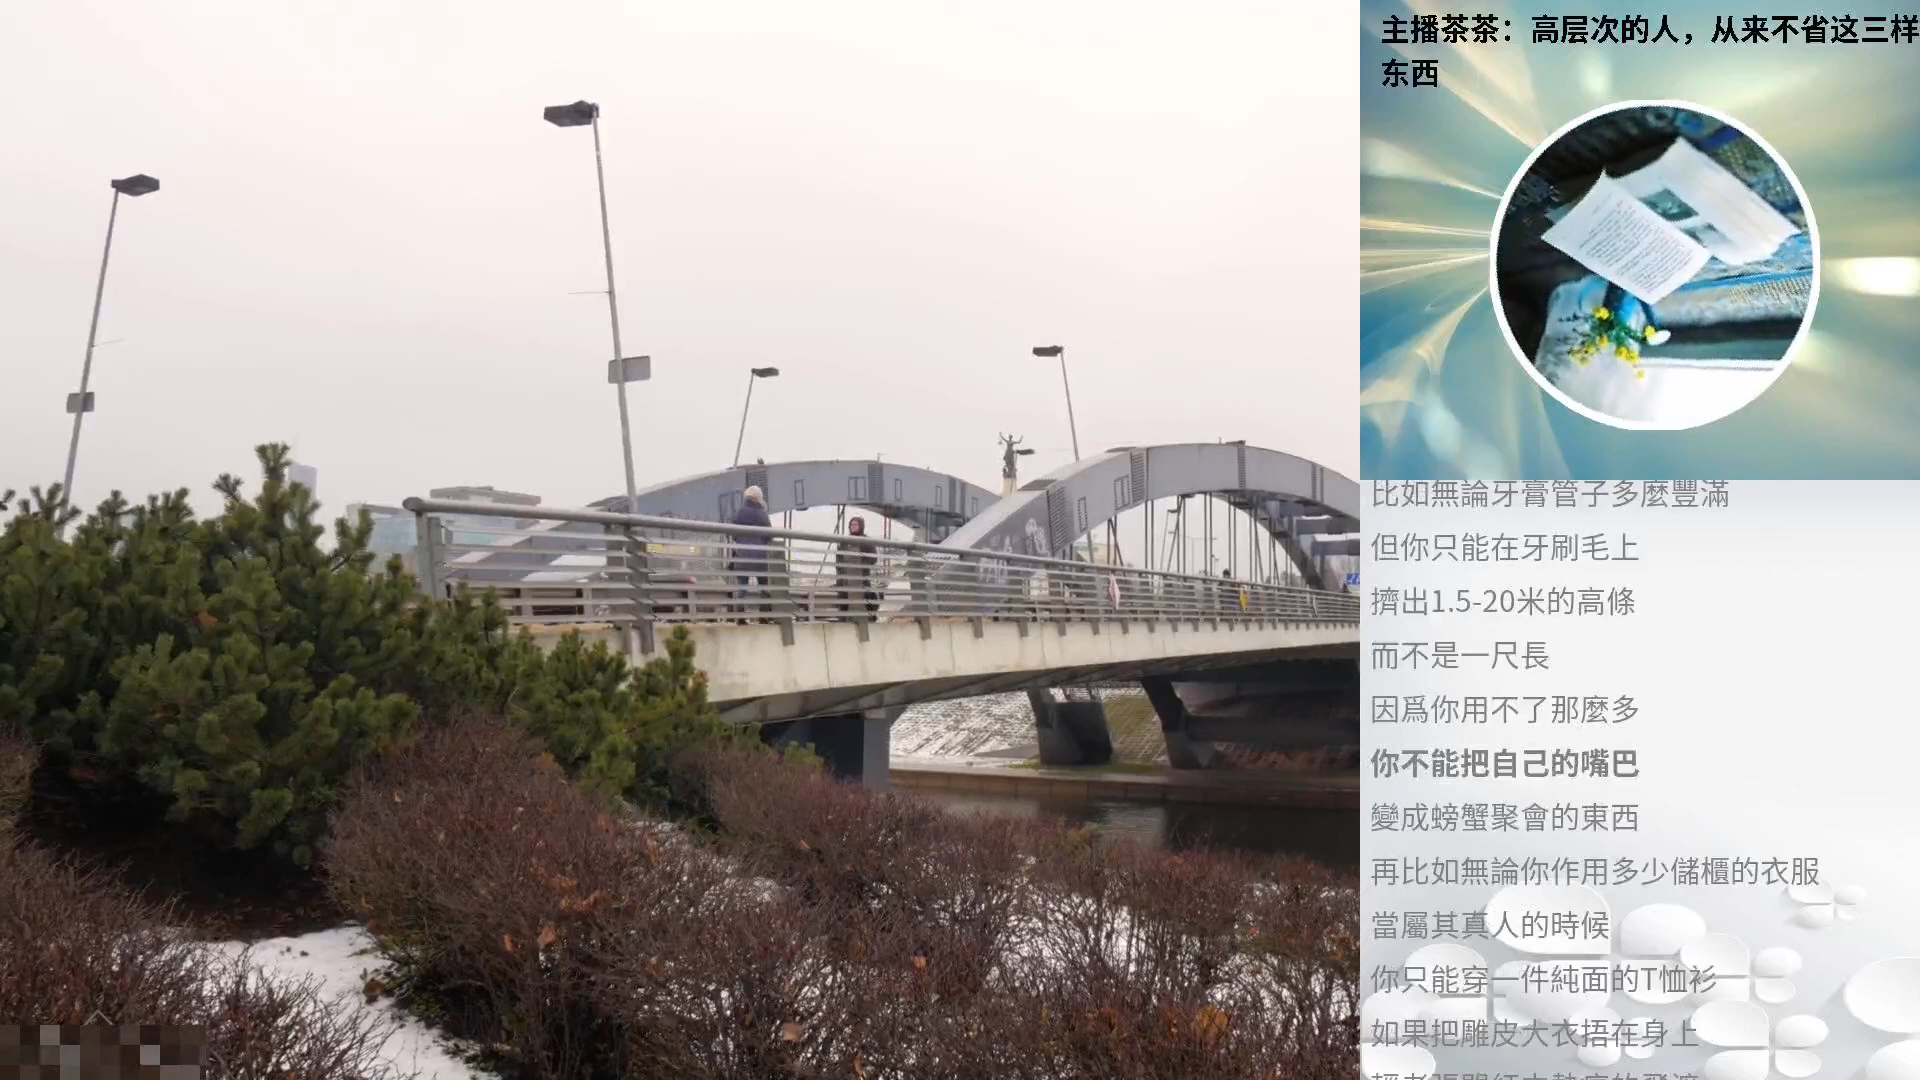 主播茶茶：高层次的人，从来不省这三样
东西
比如無論牙膏管子多麼豐滿
但你只能在牙刷毛上
擠出1.5-20米的高條
而不是一尺長
因爲你用不了那麼多
你不能把自己的嘴巴
變成螃蟹聚會的東西
再比如無論你作用多少儲櫃的衣服
當屬其真人的時候
你只能穿一件純面的T恤衫
如果把雕皮大衣捂在身上